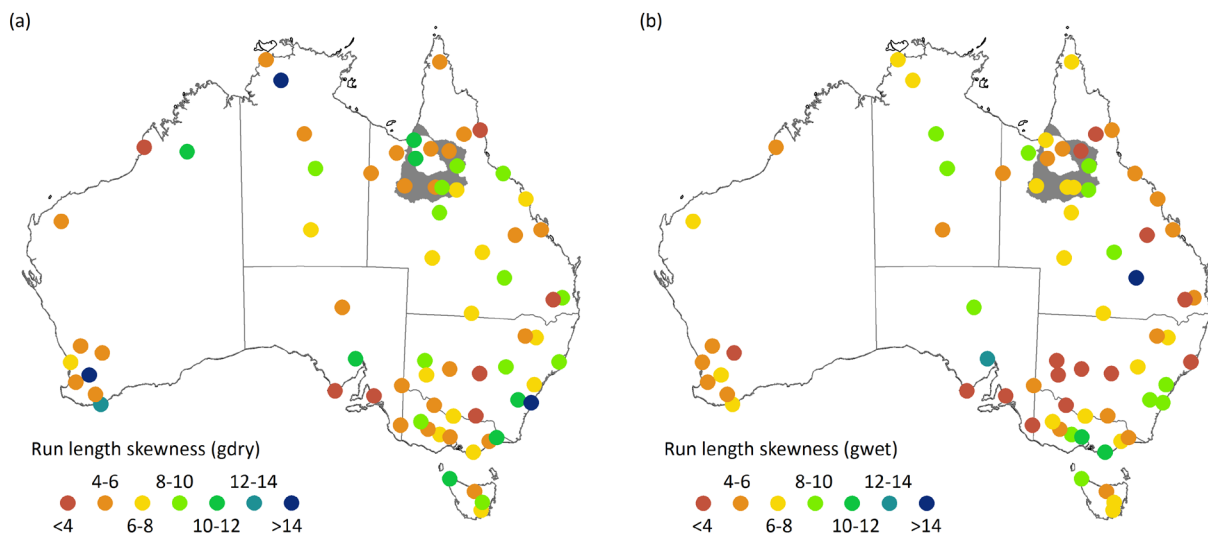 (a)
(b)
Run length skewness (gdry)
4-6 8-10 12-14
<4 6-8 10-12 >14
Run length skewness (gwet)
4-6 8-10 12-14
<4 6-8 10-12 >14